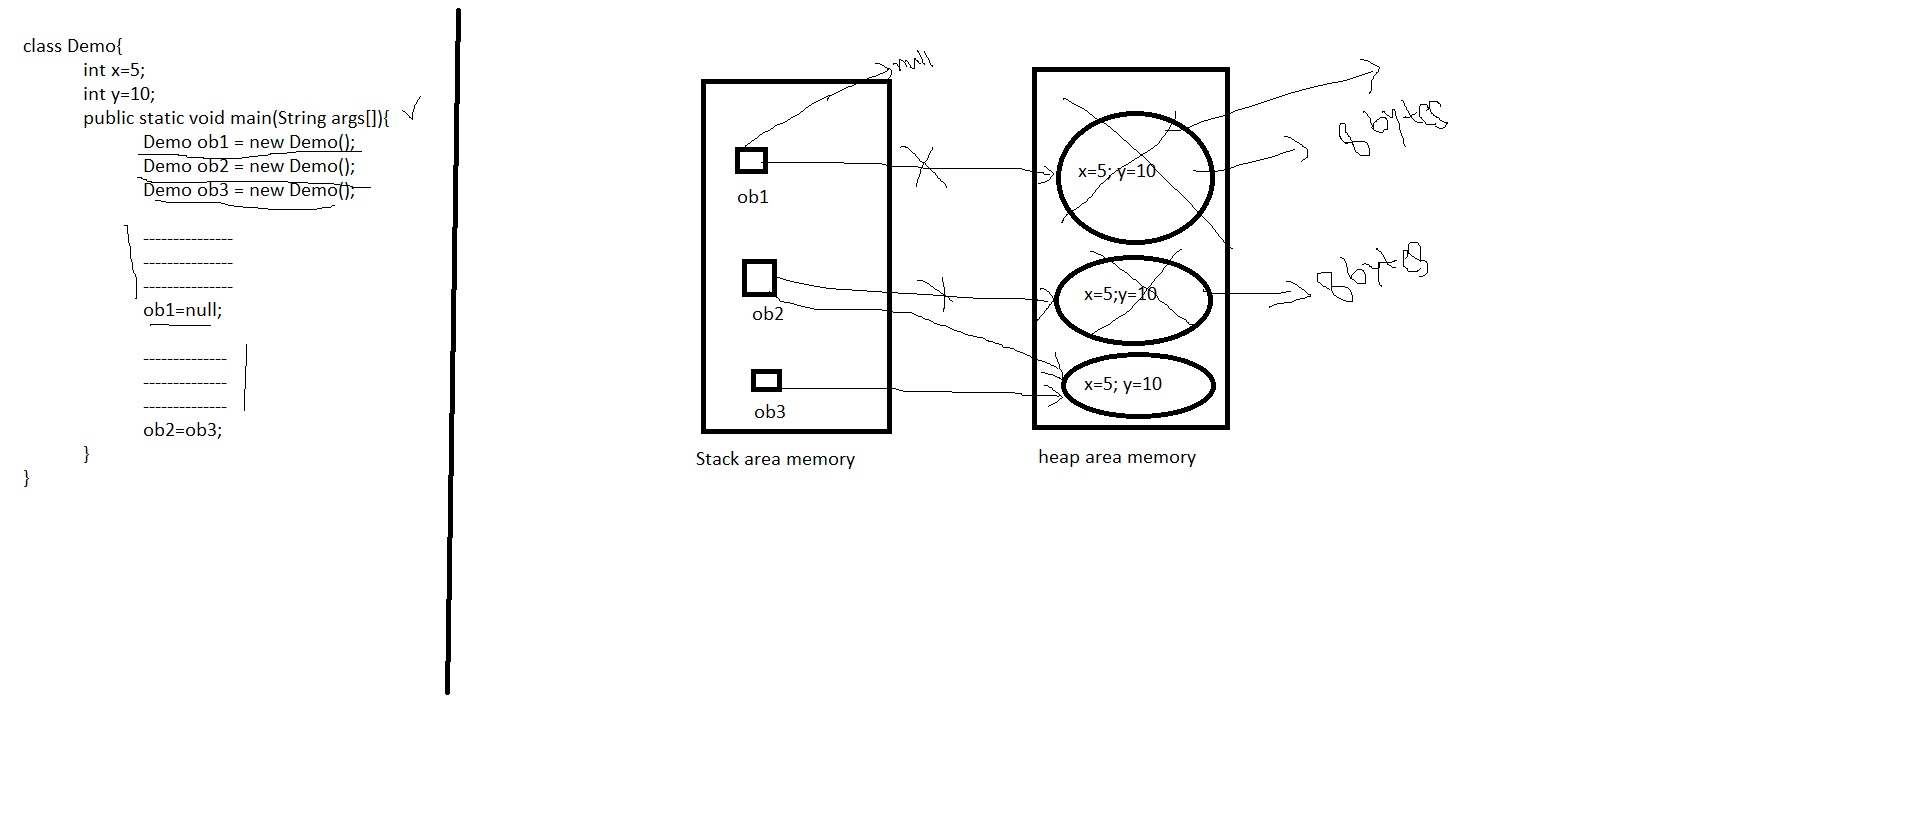 class Demo{
int x=5;
int y=10;
public static void main(String args[]){
Demo ob1 = new Demo();
Demo ob2 = new Demo();
Demo ob3 = new Demo();
---------------
---------------
---------------
ob1=null;
--------------
--------------
--------------
ob2=ob3;
}
}
null
ob1
ob2
ob3
Stack area memory
x=5; y=10
x=5;y=10
x=5; y=10
heap area memory
8 bytes
8 bytes